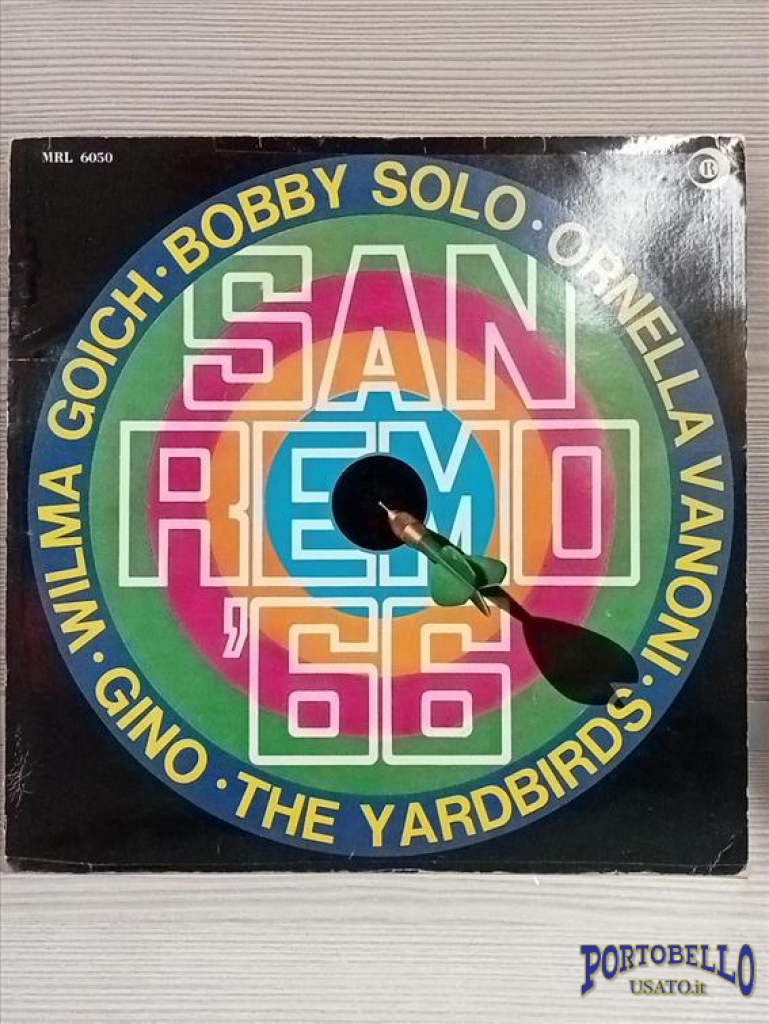 MRL 6050
R
BOBBY SOLO · ORNELLA VANONI · THE YARDBIRDS · GINO · WILMA GOICH ·
SAN
REMO
'66
PORTOBELLO
USATO.it